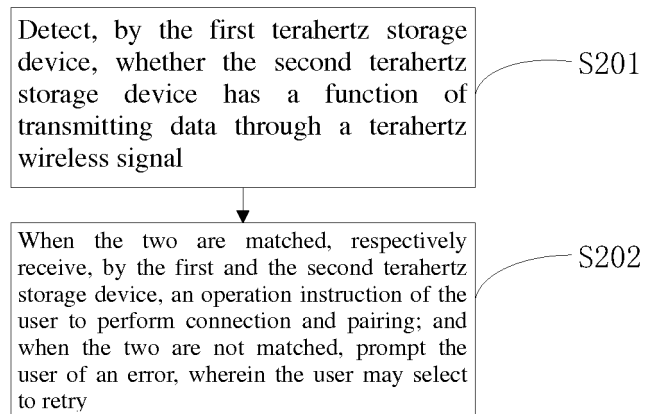 Detect, by the first terahertz storage
device, whether the second terahertz
storage device has a function of
transmitting data through a terahertz
wireless signal
S201
When the two are matched, respectively
receive, by the first and the second terahertz
storage device, an operation instruction of the
user to perform connection and pairing; and
when the two are not matched, prompt the
user of an error, wherein the user may select
to retry
S202